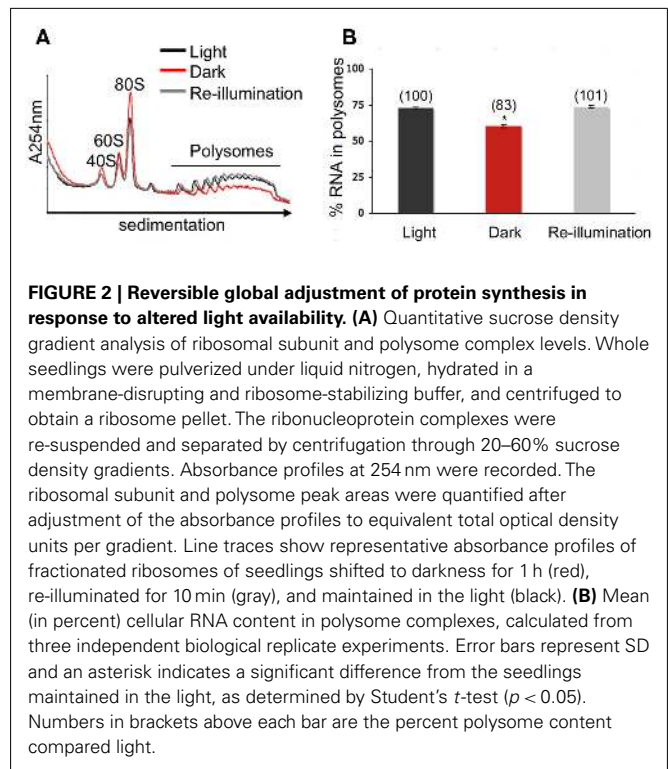 A
Light
Dark
Re-illumination
80S
60S
40S
Polysomes
A254nm
sedimentation
B
% RNA in polysomes
100
75
50
25
0
(100)
(83)
*
(101)
Light
Dark
Re-illumination
FIGURE 2 | Reversible global adjustment of protein synthesis in
response to altered light availability. (A) Quantitative sucrose density
gradient analysis of ribosomal subunit and polysome complex levels. Whole
seedlings were pulverized under liquid nitrogen, hydrated in a
membrane-disrupting and ribosome-stabilizing buffer, and centrifuged to
obtain a ribosome pellet. The ribonucleoprotein complexes were
re-suspended and separated by centrifugation through 20–60% sucrose
density gradients. Absorbance profiles at 254 nm were recorded. The
ribosomal subunit and polysome peak areas were quantified after
adjustment of the absorbance profiles to equivalent total optical density
units per gradient. Line traces show representative absorbance profiles of
fractionated ribosomes of seedlings shifted to darkness for 1 h (red),
re-illuminated for 10 min (gray), and maintained in the light (black). (B) Mean
(in percent) cellular RNA content in polysome complexes, calculated from
three independent biological replicate experiments. Error bars represent SD
and an asterisk indicates a significant difference from the seedlings
maintained in the light, as determined by Student's t-test (p < 0.05).
Numbers in brackets above each bar are the percent polysome content
compared light.